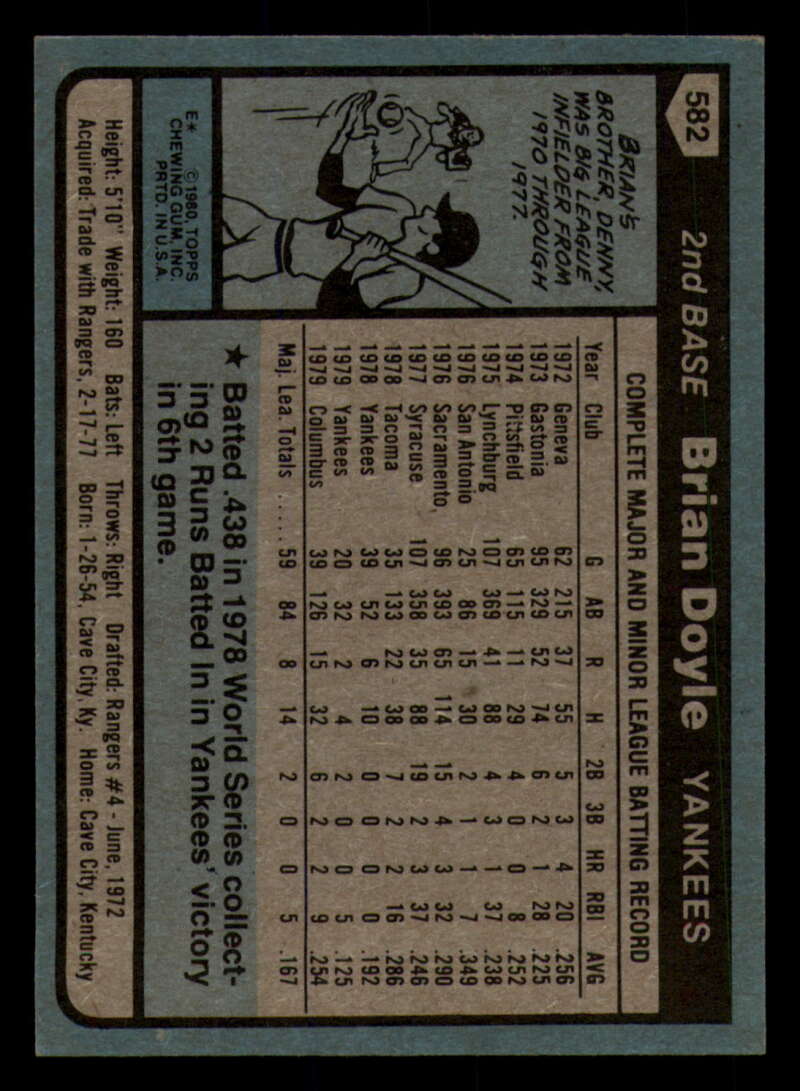 582
2nd BASE Brian Doyle YANKEES
BRIAN'S
BROTHER, DENNY,
WAS BIG LEAGUE
INFIELDER FROM
1970 THROUGH
1977.
E* © 1980, TOPPS
CHEWING GUM, INC.
PRTD. IN U.S.A.
COMPLETE MAJOR AND MINOR LEAGUE BATTING RECORD
Year Club G AB R H 2B 3B HR RBI AVG
1972 Geneva 62 215 37 55 5 3 4 20 .256
1973 Gastonia 95 329 52 74 6 2 1 28 .225
1974 Pittsfield 65 115 11 29 4 0 0 8 .252
1975 Lynchburg 107 369 41 88 4 3 1 37 .238
1976 San Antonio 25 86 15 30 2 1 1 7 .349
1976 Sacramento 96 393 65 114 15 4 3 32 .290
1977 Syracuse 107 358 35 88 19 2 3 37 .246
1978 Tacoma 35 133 22 38 7 2 2 16 .286
1978 Yankees 39 52 6 10 0 0 0 0 .192
1979 Yankees 20 32 2 4 2 0 0 5 .125
1979 Columbus 39 126 15 32 6 2 2 9 .254
Maj. Lea. Totals ..... 59 84 8 14 2 0 0 5 .167
★ Batted .438 in 1978 World Series collect-
ing 2 Runs Batted In in Yankees' victory
in 6th game.
Height: 5'10" Weight: 160 Bats: Left Throws: Right Drafted: Rangers #4 - June, 1972
Acquired: Trade with Rangers, 2-17-77 Born: 1-26-54, Cave City, Ky. Home: Cave City, Kentucky